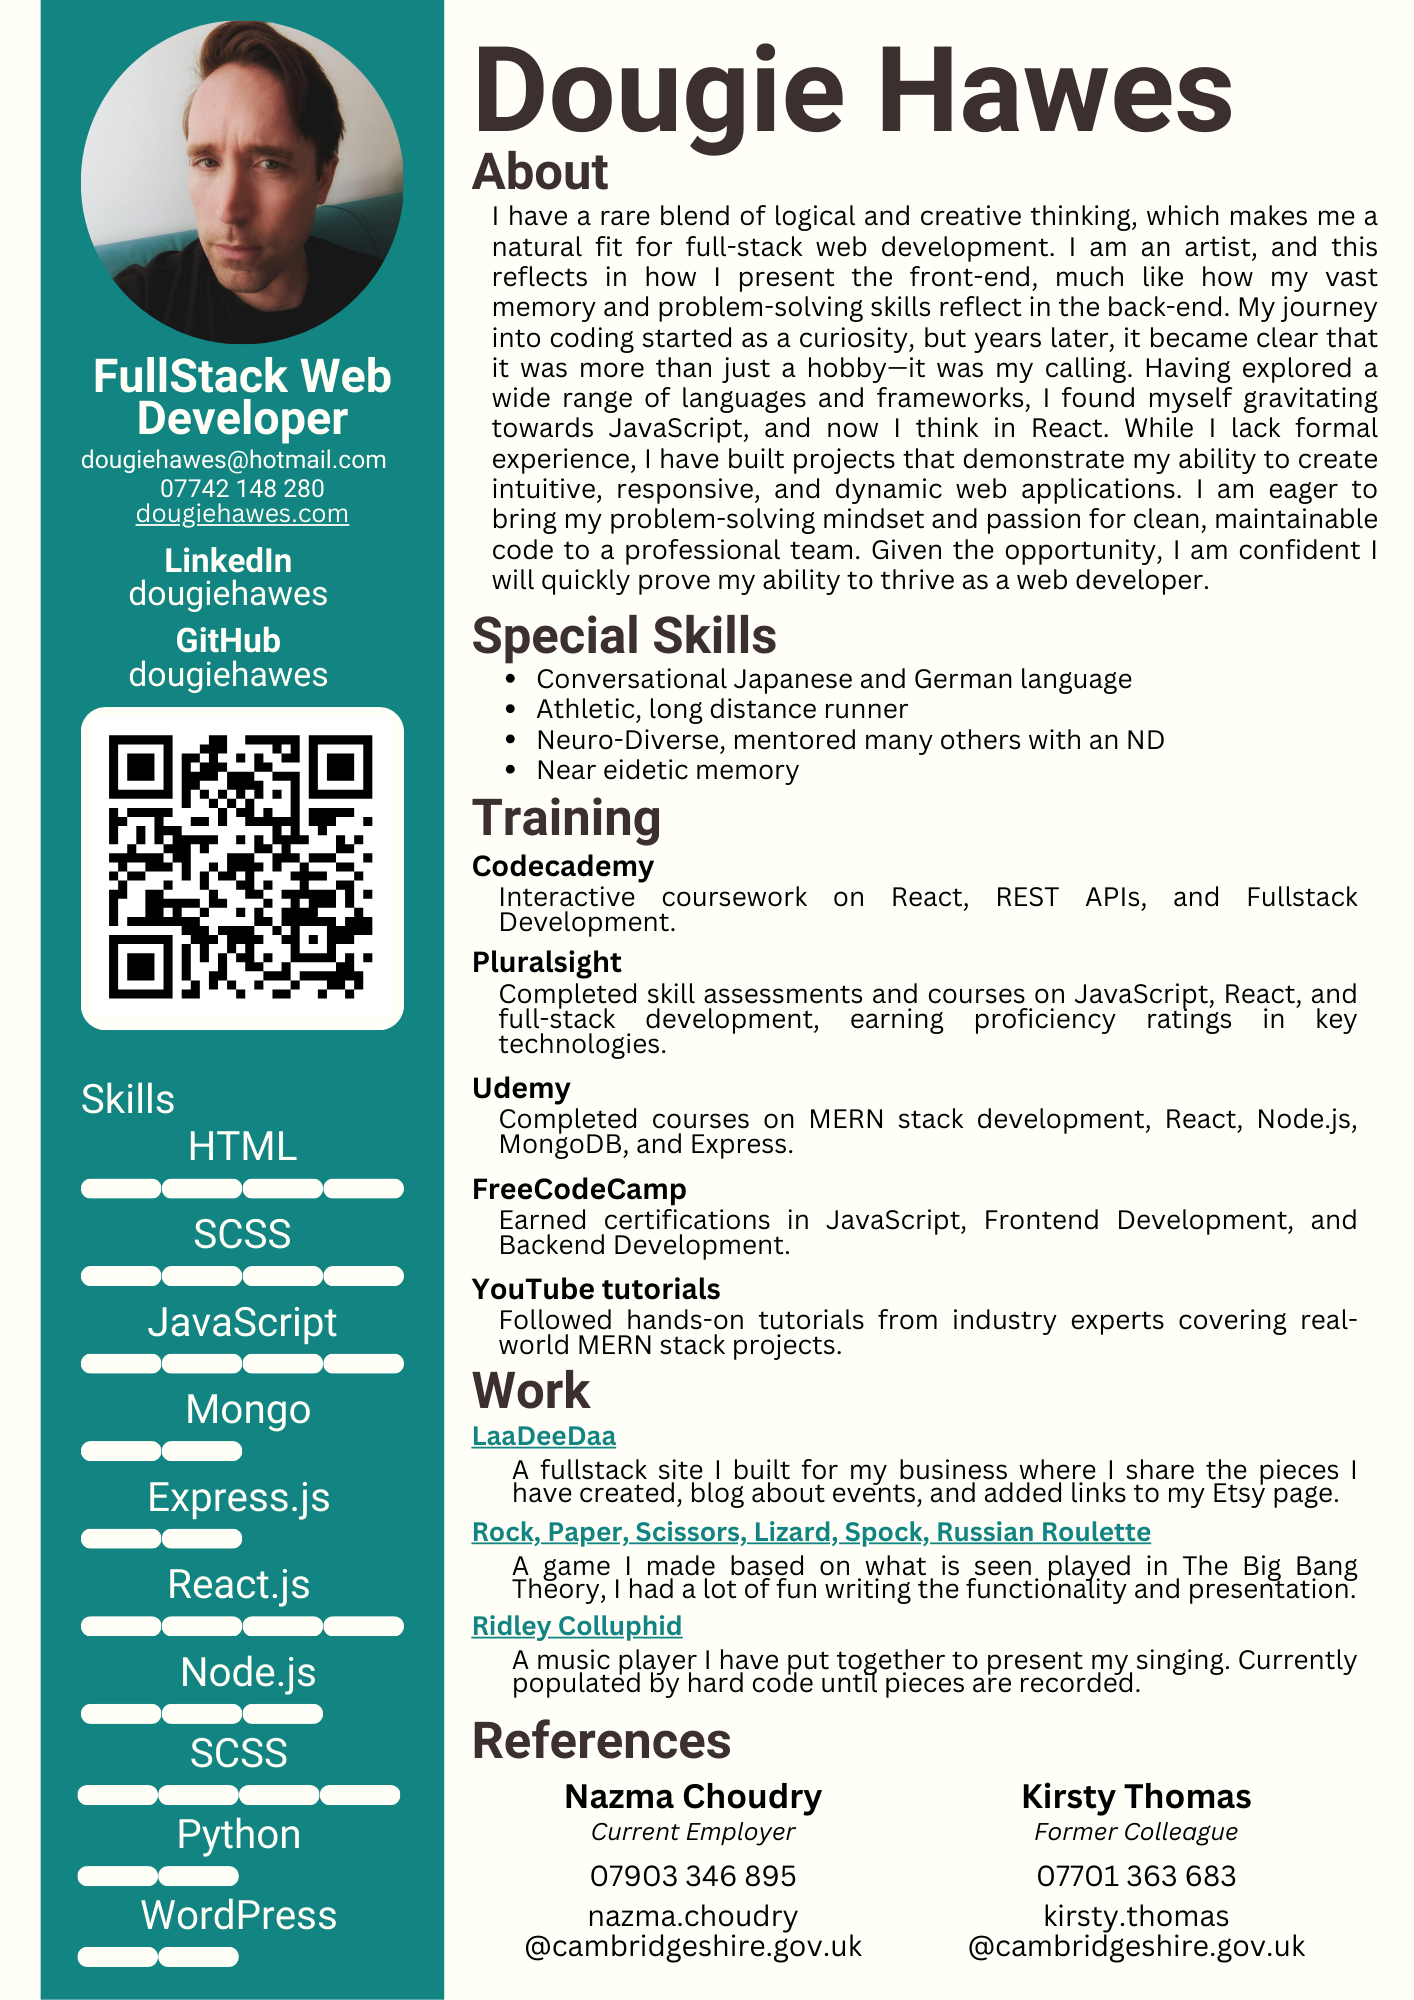 FullStack Web
Developer
dougiehawes@hotmail.com
07742 148 280
dougiehawes.com
LinkedIn
dougiehawes
GitHub
dougiehawes
Skills
HTML
SCSS
JavaScript
Mongo
Express.js
React.js
Node.js
SCSS
Python
WordPress
Dougie Hawes
About
I have a rare blend of logical and creative thinking, which makes me a
natural fit for full-stack web development. I am an artist, and this
reflects in how I present the front-end, much like how my vast
memory and problem-solving skills reflect in the back-end. My journey
into coding started as a curiosity, but years later, it became clear that
it was more than just a hobby—it was my calling. Having explored a
wide range of languages and frameworks, I found myself gravitating
towards JavaScript, and now I think in React. While I lack formal
experience, I have built projects that demonstrate my ability to create
intuitive, responsive, and dynamic web applications. I am eager to
bring my problem-solving mindset and passion for clean, maintainable
code to a professional team. Given the opportunity, I am confident I
will quickly prove my ability to thrive as a web developer.
Special Skills
• Conversational Japanese and German language
• Athletic, long distance runner
• Neuro-Diverse, mentored many others with an ND
• Near eidetic memory
Training
Codecademy
Interactive coursework on React, REST APIs, and Fullstack
Development.
Pluralsight
Completed skill assessments and courses on JavaScript, React, and
full-stack development, earning proficiency ratings in key
technologies.
Udemy
Completed courses on MERN stack development, React, Node.js,
MongoDB, and Express.
FreeCodeCamp
Earned certifications in JavaScript, Frontend Development, and
Backend Development.
YouTube tutorials
Followed hands-on tutorials from industry experts covering real-
world MERN stack projects.
Work
LaaDeeDaa
A fullstack site I built for my business where I share the pieces I
have created, blog about events, and added links to my Etsy page.
Rock, Paper, Scissors, Lizard, Spock, Russian Roulette
A game I made based on what is seen played in The Big Bang
Theory, I had a lot of fun writing the functionality and presentation.
Ridley Colluphid
A music player I have put together to present my singing. Currently
populated by hard code until pieces are recorded.
References
Nazma Choudry
Current Employer
07903 346 895
nazma.choudry
@cambridgeshire.gov.uk
Kirsty Thomas
Former Colleague
07701 363 683
kirsty.thomas
@cambridgeshire.gov.uk